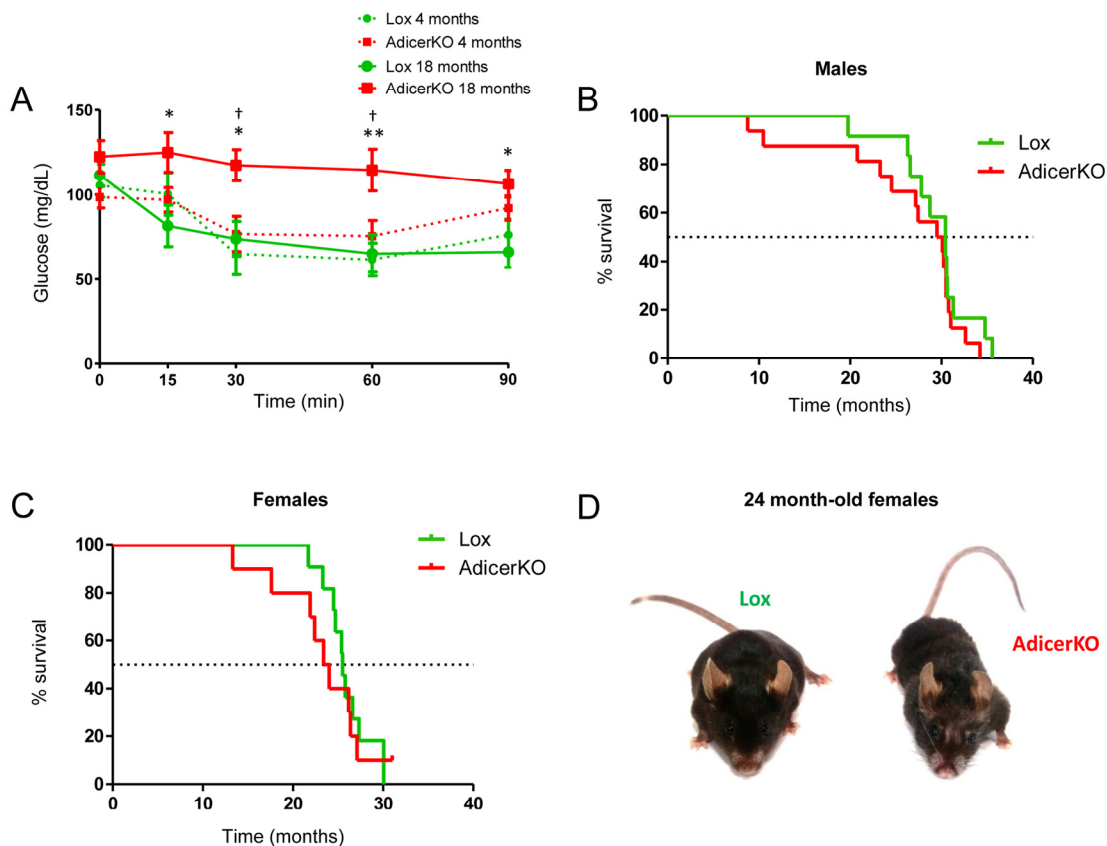 Lox 4 months
AdicerKO 4 months
Lox 18 months
AdicerKO 18 months
A
150
100
50
0
Glucose (mg/dL)
*
†
*
†
**
*
0 15 30 60 90
Time (min)
B
Males
100
80
60
40
20
0
% survival
Lox
AdicerKO
0 10 20 30 40
Time (months)
C
Females
100
80
60
40
20
0
% survival
Lox
AdicerKO
0 10 20 30 40
Time (months)
D
24 month-old females
Lox
AdicerKO